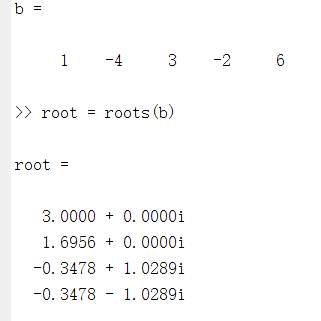 b =
1 -4 3 -2 6
>> root = roots(b)
root =
3.0000 + 0.0000i
1.6956 + 0.0000i
-0.3478 + 1.0289i
-0.3478 - 1.0289i